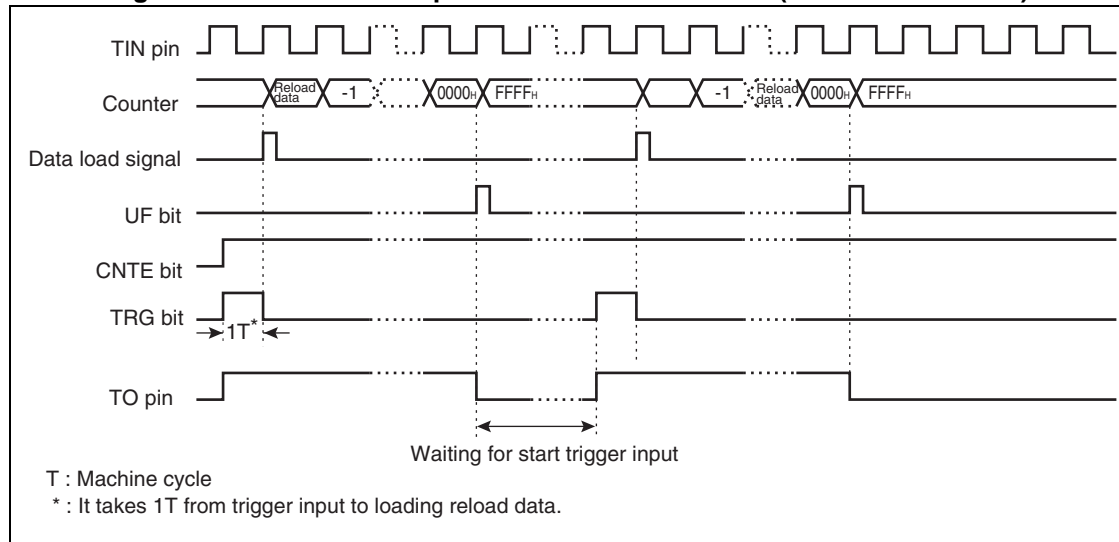 TIN pin
Counter Reload data -1 0000H FFFFH -1 Reload data 0000H FFFFH
Data load signal
UF bit
CNTE bit
TRG bit
1T*
TO pin
Waiting for start trigger input
T : Machine cycle
* : It takes 1T from trigger input to loading reload data.